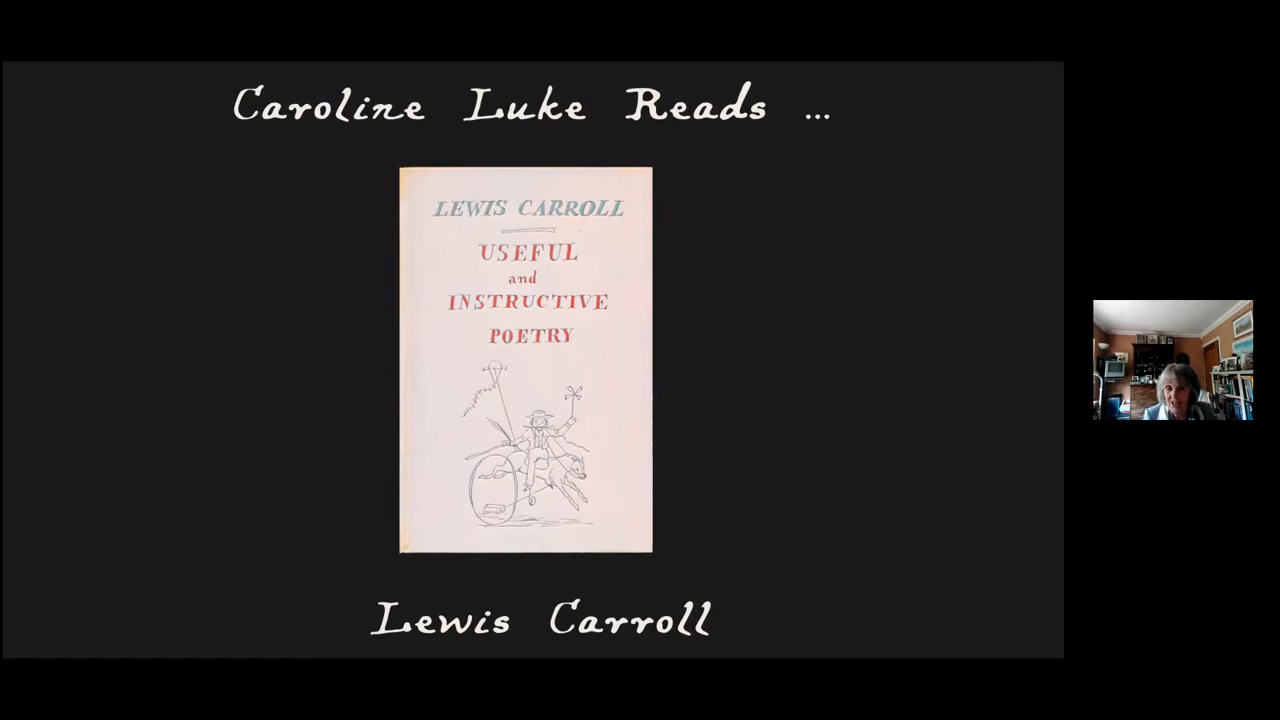 Caroline Luke Reads ...
LEWIS CARROLL
USEFUL
and
INSTRUCTIVE
POETRY
Lewis Carroll